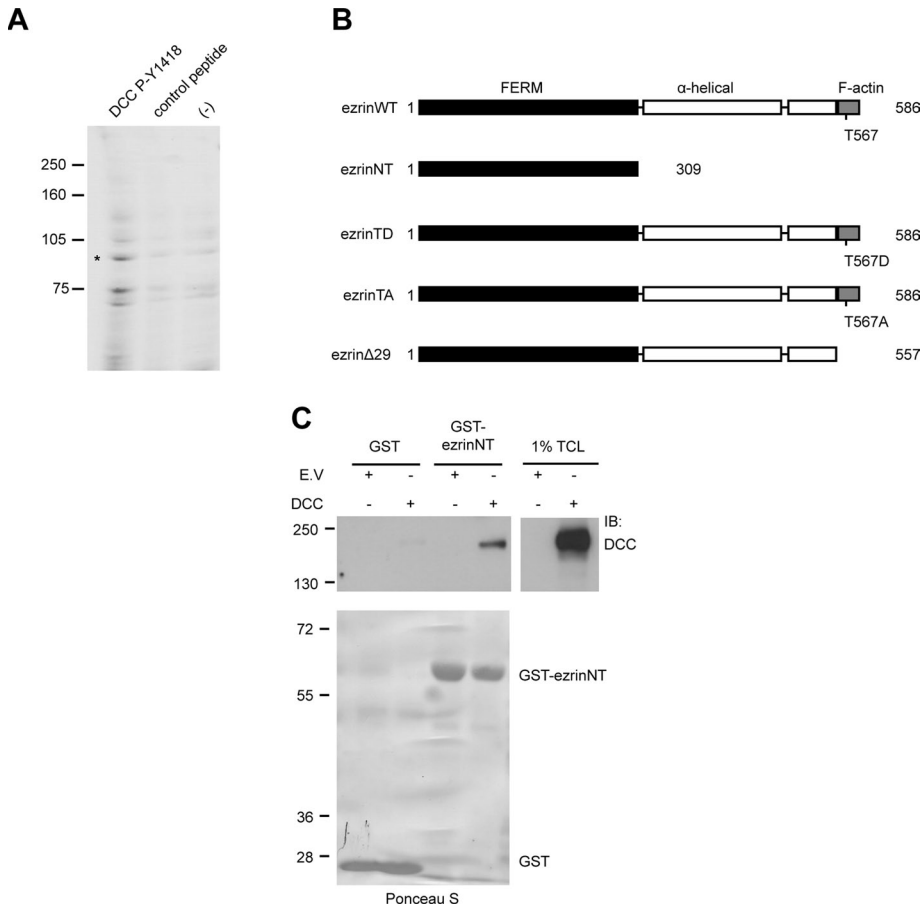 A
DCC P-Y1418
control peptide
(-)
250
160
105
*
75
B
FERM α-helical F-actin
ezrinWT 1 586
T567
ezrinNT 1 309
ezrinTD 1 586
T567D
ezrinTA 1 586
T567A
ezrinΔ29 1 557
C
GST GST-ezrinNT 1% TCL
E.V + - + - + -
DCC - + - + - +
250
130
IB:
DCC
72
55
36
28
GST-ezrinNT
GST
Ponceau S